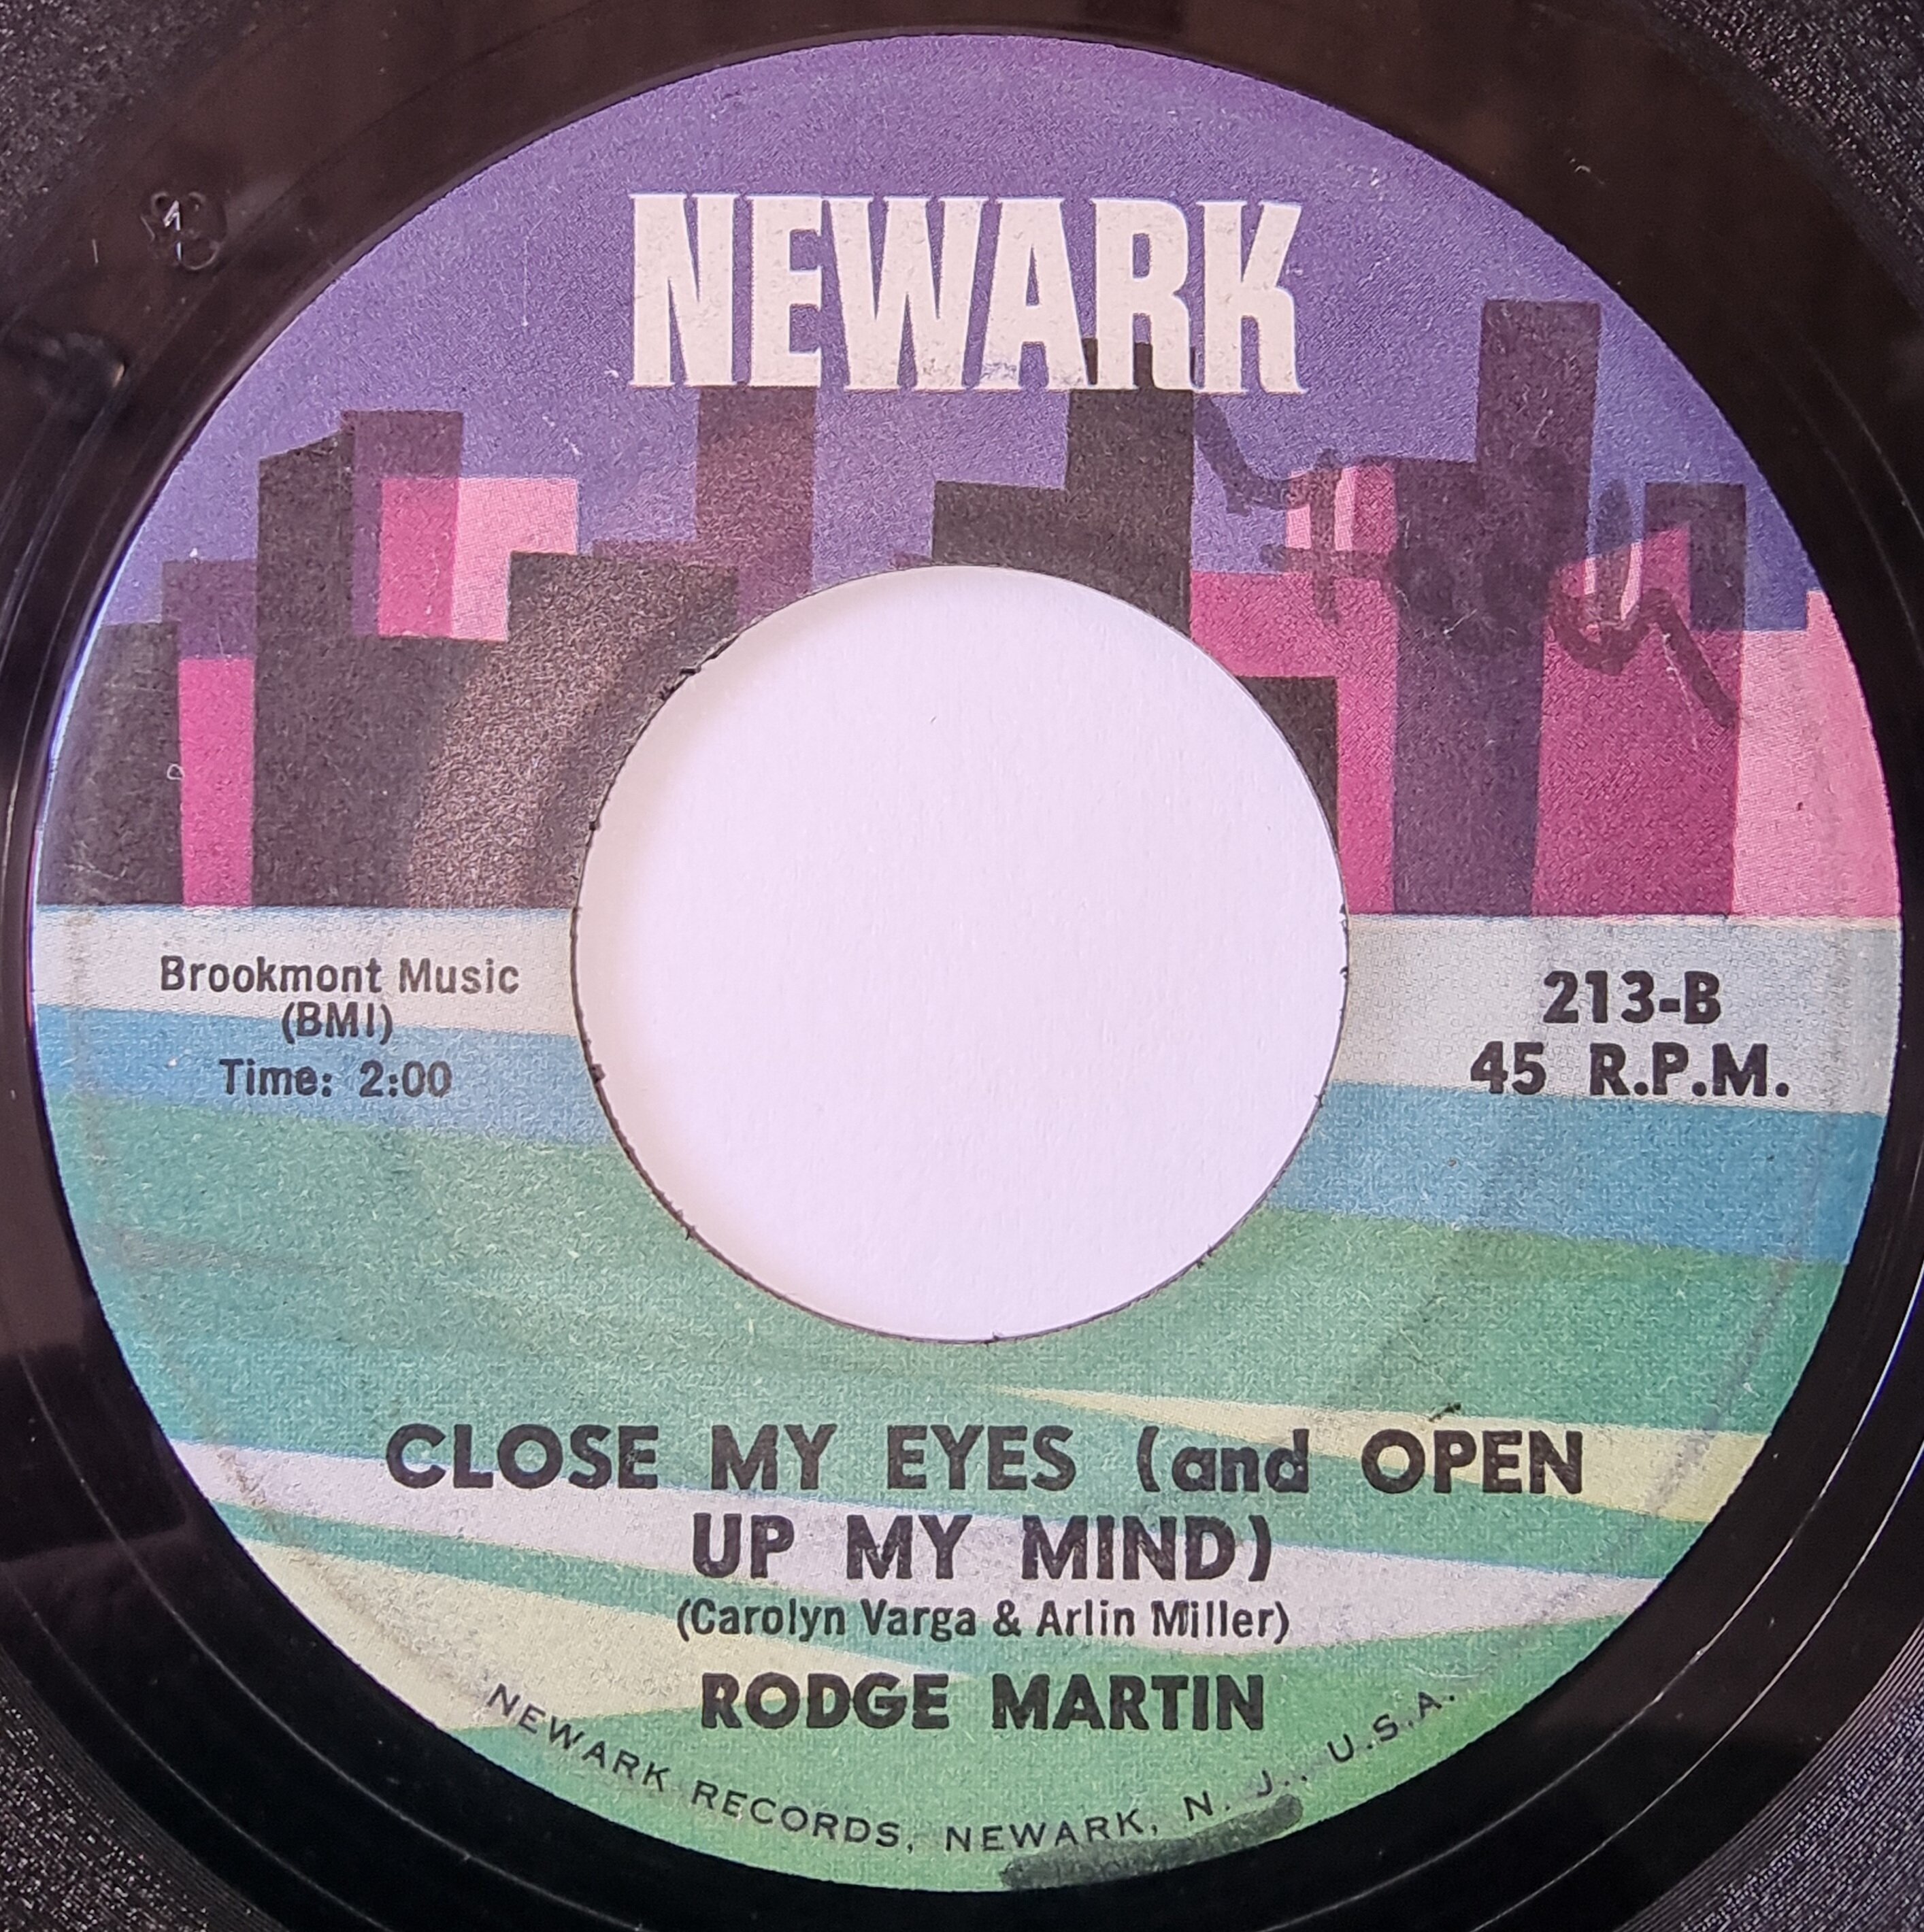 NEWARK
Brookmont Music
(BMI)
Time: 2:00
213-B
45 R.P.M.
CLOSE MY EYES (and OPEN
UP MY MIND)
(Carolyn Varga & Arlin Miller)
RODGE MARTIN
NEWARK RECORDS, NEWARK, N. J., U.S.A.